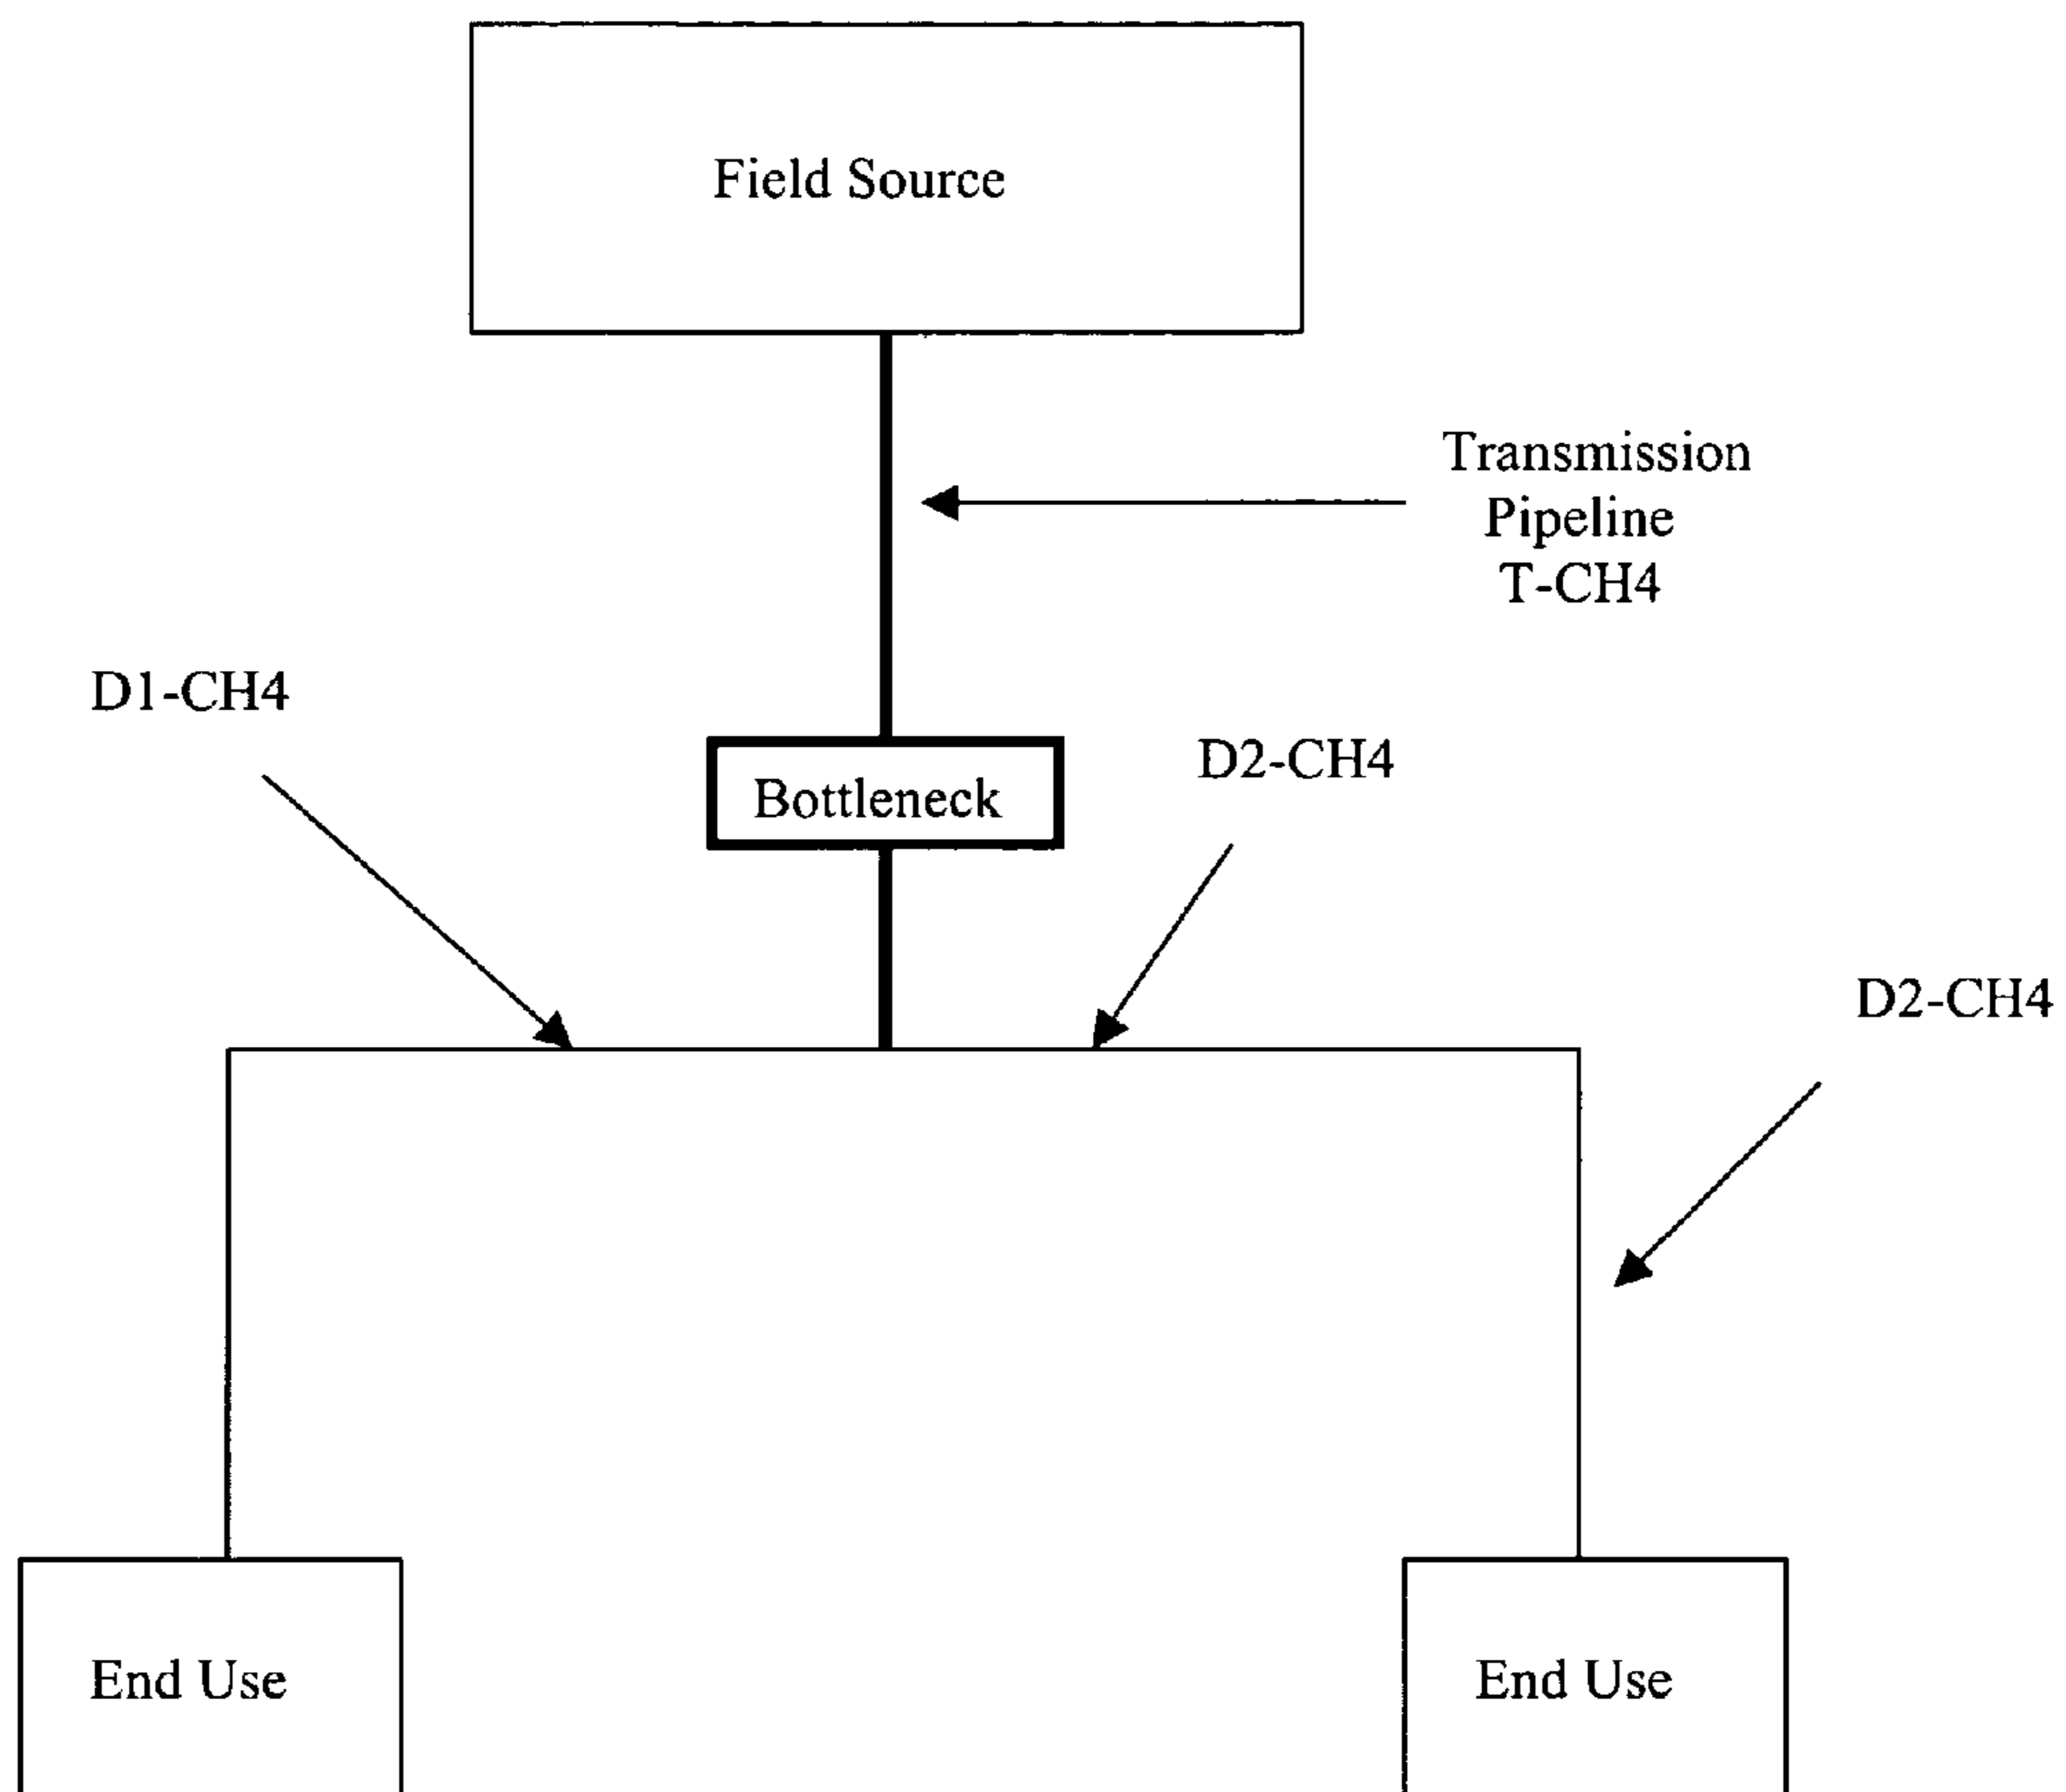 Field Source
Transmission
Pipeline
T-CH4
D1-CH4
D2-CH4
Bottleneck
D2-CH4
End Use
End Use